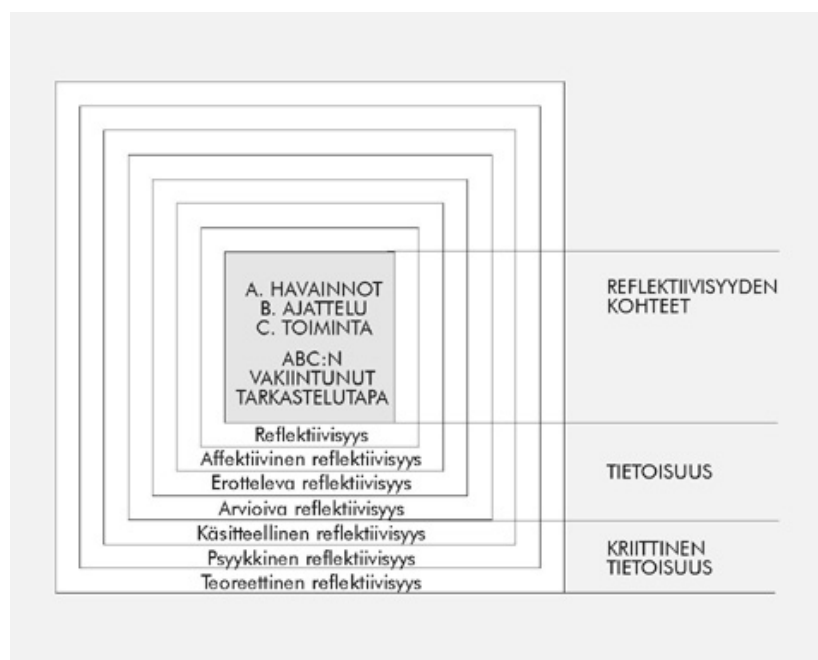 A. HAVAINNOT
B. AJATTELU
C. TOIMINTA
ABC:N
VAKIINTUNUT
TARKASTELUTAPA
REFLEKTIIVISYYDEN
KOHTEET
Reflektiivisyys
Affektiivinen reflektiivisyys
Erotteleva reflektiivisyys
Arvioiva reflektiivisyys
TIETOISUUS
Käsitteellinen reflektiivisyys
Psyykkinen reflektiivisyys
Teoreettinen reflektiivisyys
KRIITTINEN
TIETOISUUS